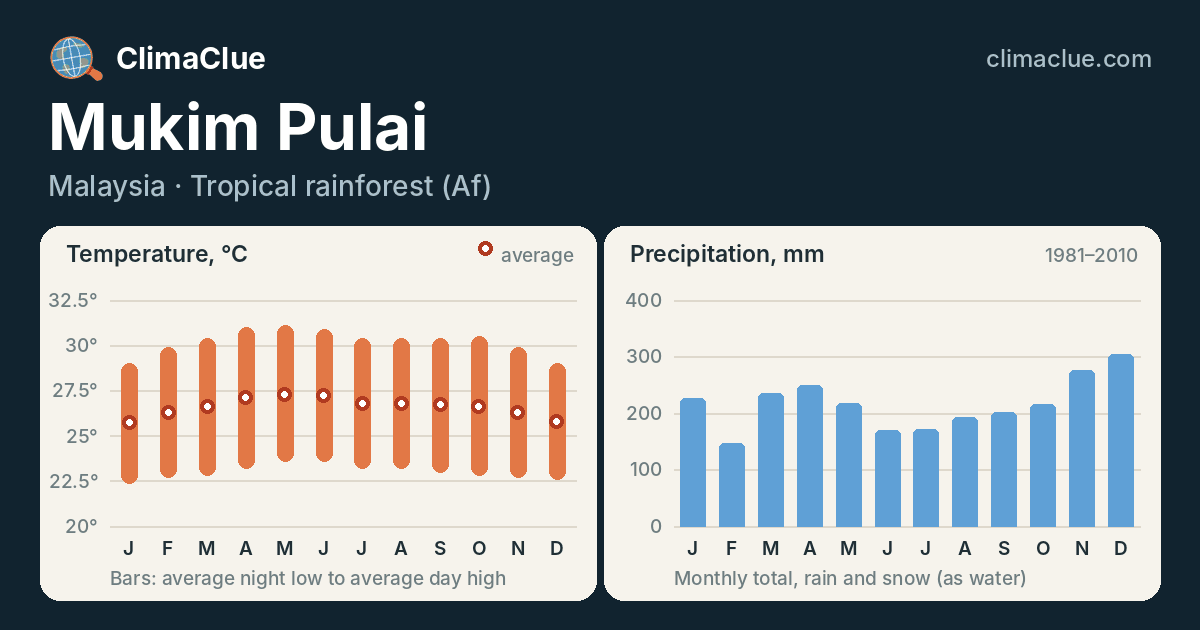 ClimaClue
climaclue.com
Mukim Pulai
Malaysia · Tropical rainforest (Af)
Temperature, °C
average
32.5°
30°
27.5°
25°
22.5°
20°
J F M A M J J A S O N D
Bars: average night low to average day high
Precipitation, mm
1981–2010
400
300
200
100
0
J F M A M J J A S O N D
Monthly total, rain and snow (as water)